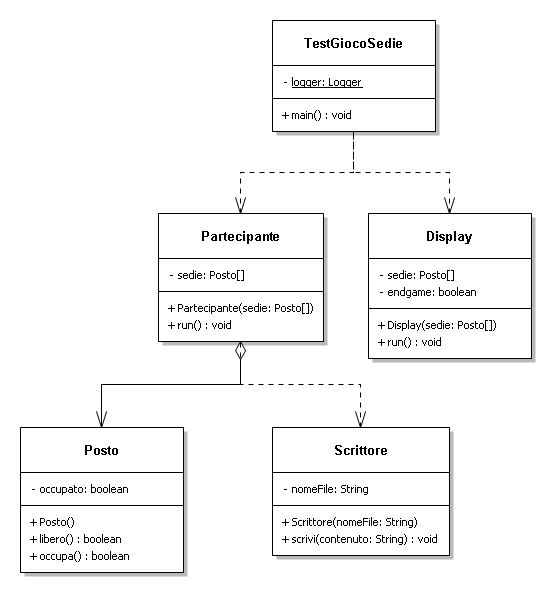 TestGiocoSedie
- logger: Logger
+ main() : void
Partecipante
- sedie: Posto[]
+ Partecipante(sedie: Posto[])
+ run() : void
Display
- sedie: Posto[]
- endgame: boolean
+ Display(sedie: Posto[])
+ run() : void
Posto
- occupato: boolean
+ Posto()
+ libero() : boolean
+ occupa() : boolean
Scrittore
- nomeFile: String
+ Scrittore(nomeFile: String)
+ scrivi(contenuto: String) : void